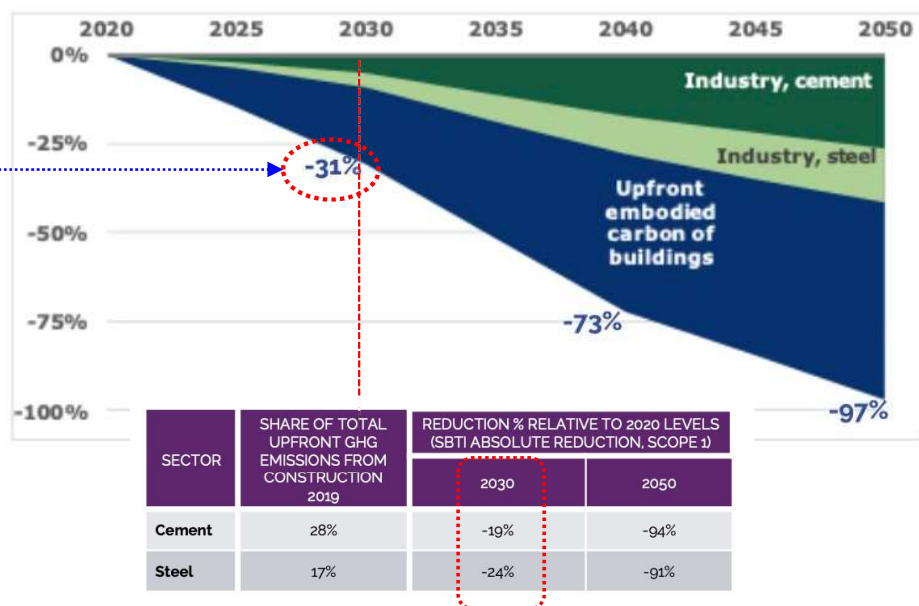 2020 2025 2030 2035 2040 2045 2050
0%
Industry, cement
-25%
Industry, steel
-31%
Upfront
embodied
carbon of
buildings
-50%
-75%
-73%
-100%
-97%
SECTOR
SHARE OF TOTAL
UPFRONT GHG
EMISSIONS FROM
CONSTRUCTION
2019
REDUCTION % RELATIVE TO 2020 LEVELS
(SBTI ABSOLUTE REDUCTION, SCOPE 1)
2030 2050
Cement 28% -19% -94%
Steel 17% -24% -91%